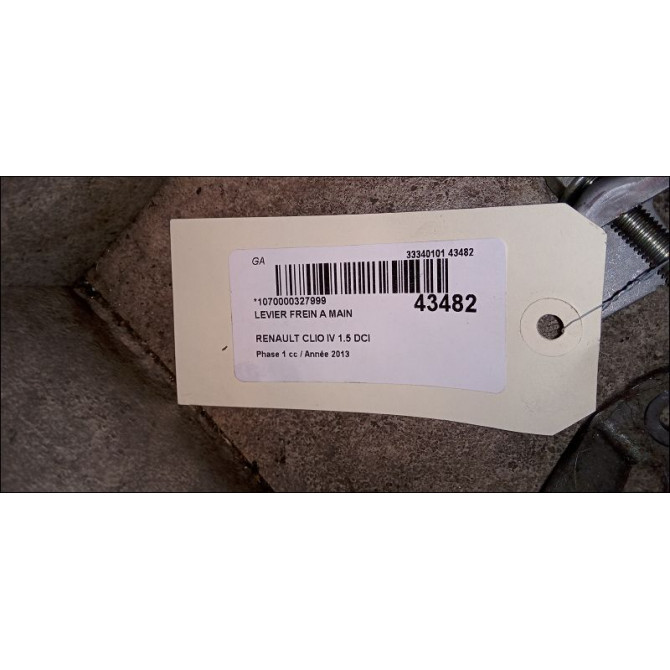 GA 33340101 43482
*1070000327999 43482
LEVIER FREIN A MAIN
RENAULT CLIO IV 1.5 DCI
Phase 1 cc / Année 2013